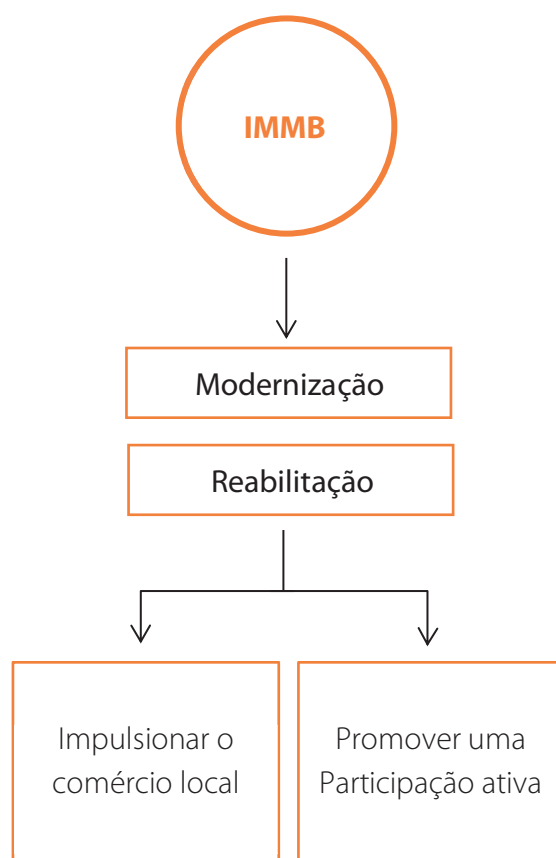 IMMB
Modernização
Reabilitação
Impulsionar o
comércio local
Promover uma
Participação ativa